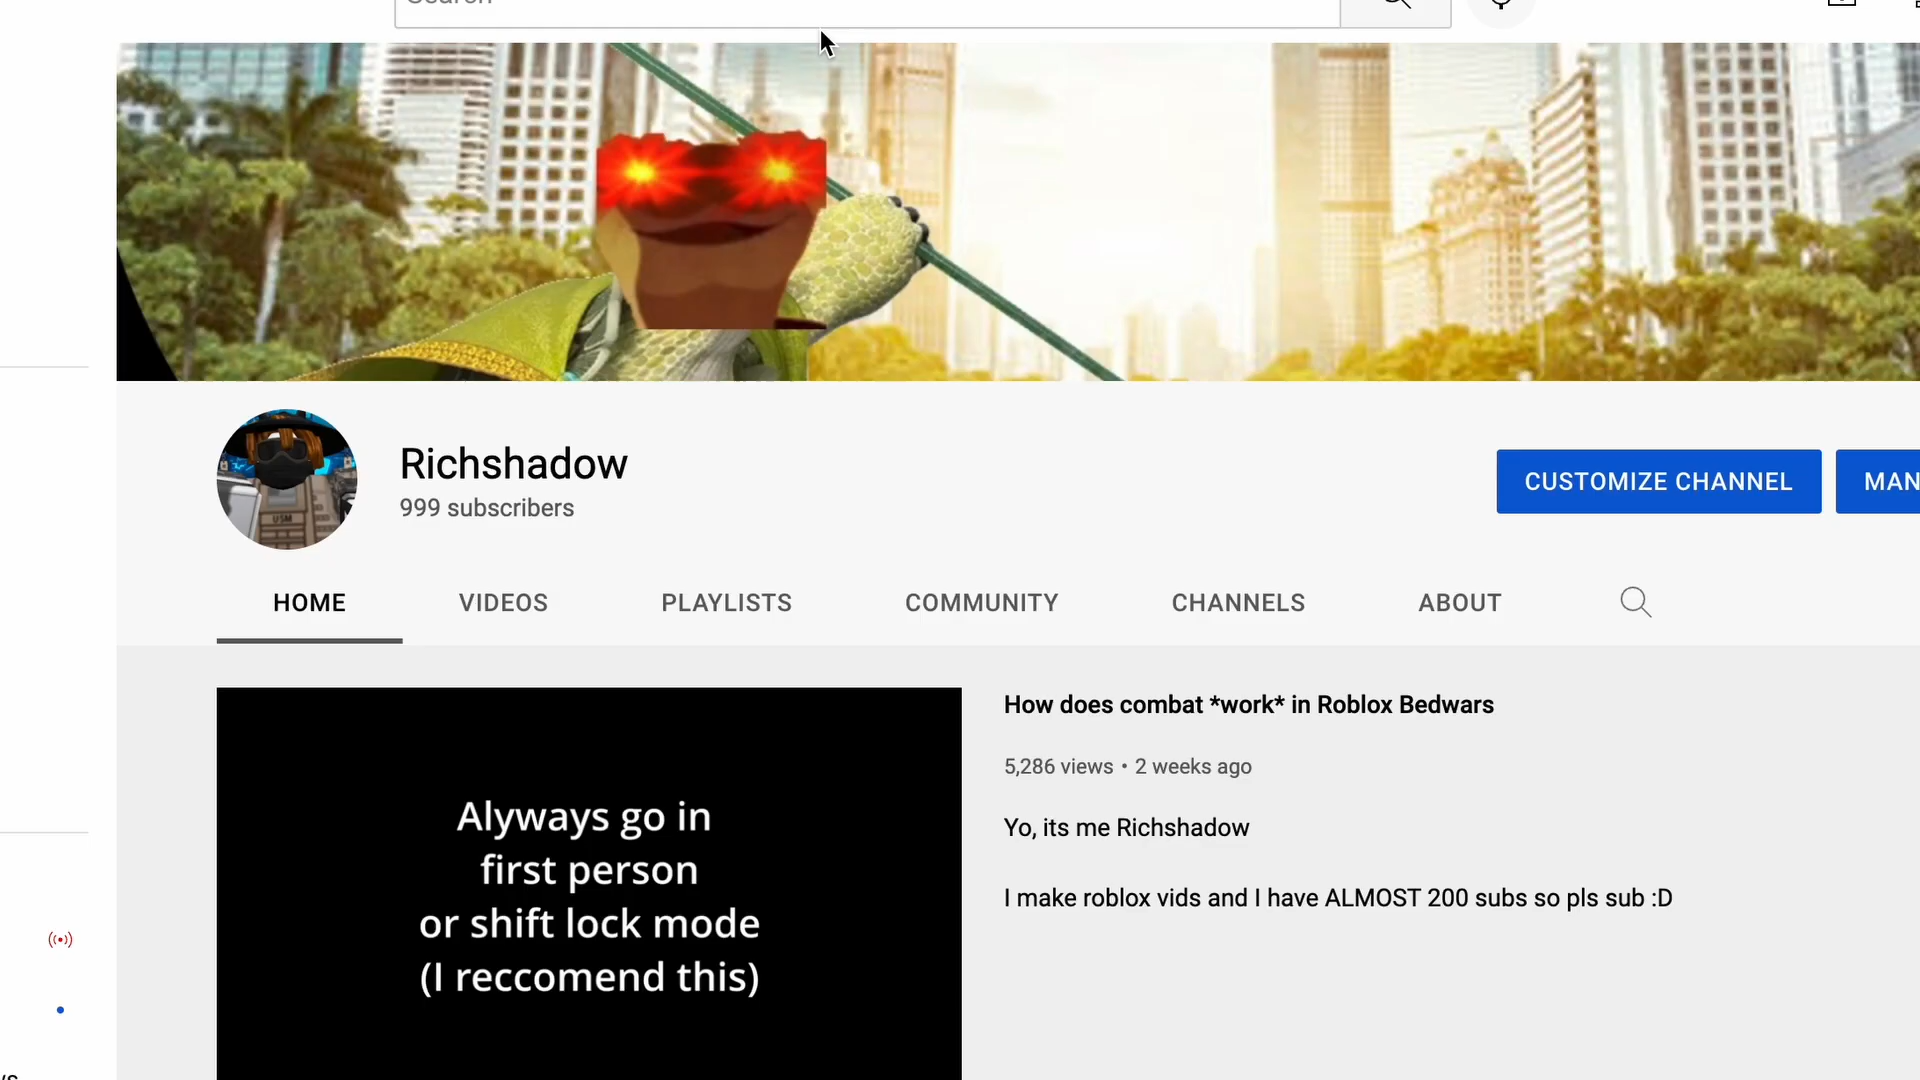 Search
Richshadow
999 subscribers
CUSTOMIZE CHANNEL
MAN
HOME
VIDEOS
PLAYLISTS
COMMUNITY
CHANNELS
ABOUT
Alyways go in
first person
or shift lock mode
(I reccomend this)
How does combat *work* in Roblox Bedwars
5,286 views • 2 weeks ago
Yo, its me Richshadow
I make roblox vids and I have ALMOST 200 subs so pls sub :D